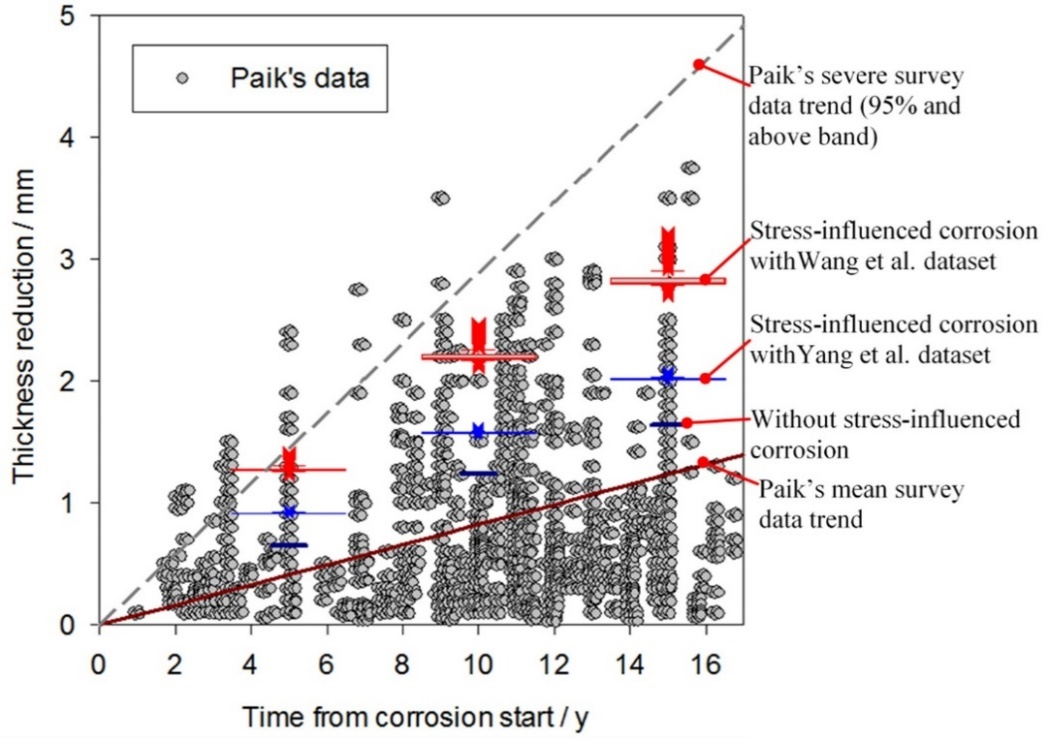 5
Paik's data
Paik's severe survey
data trend (95% and
above band)
4
Stress-influenced corrosion
withWang et al. dataset
3
Stress-influenced corrosion
withYang et al. dataset
2
Without stress-influenced
corrosion
Paik's mean survey
data trend
1
0
Thickness reduction / mm
0 2 4 6 8 10 12 14 16
Time from corrosion start / y